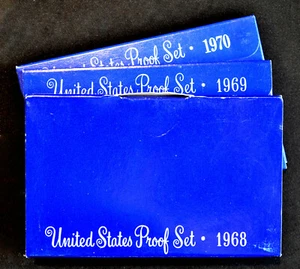 United States Proof Set • 1970
United States Proof Set • 1969
United States Proof Set • 1968